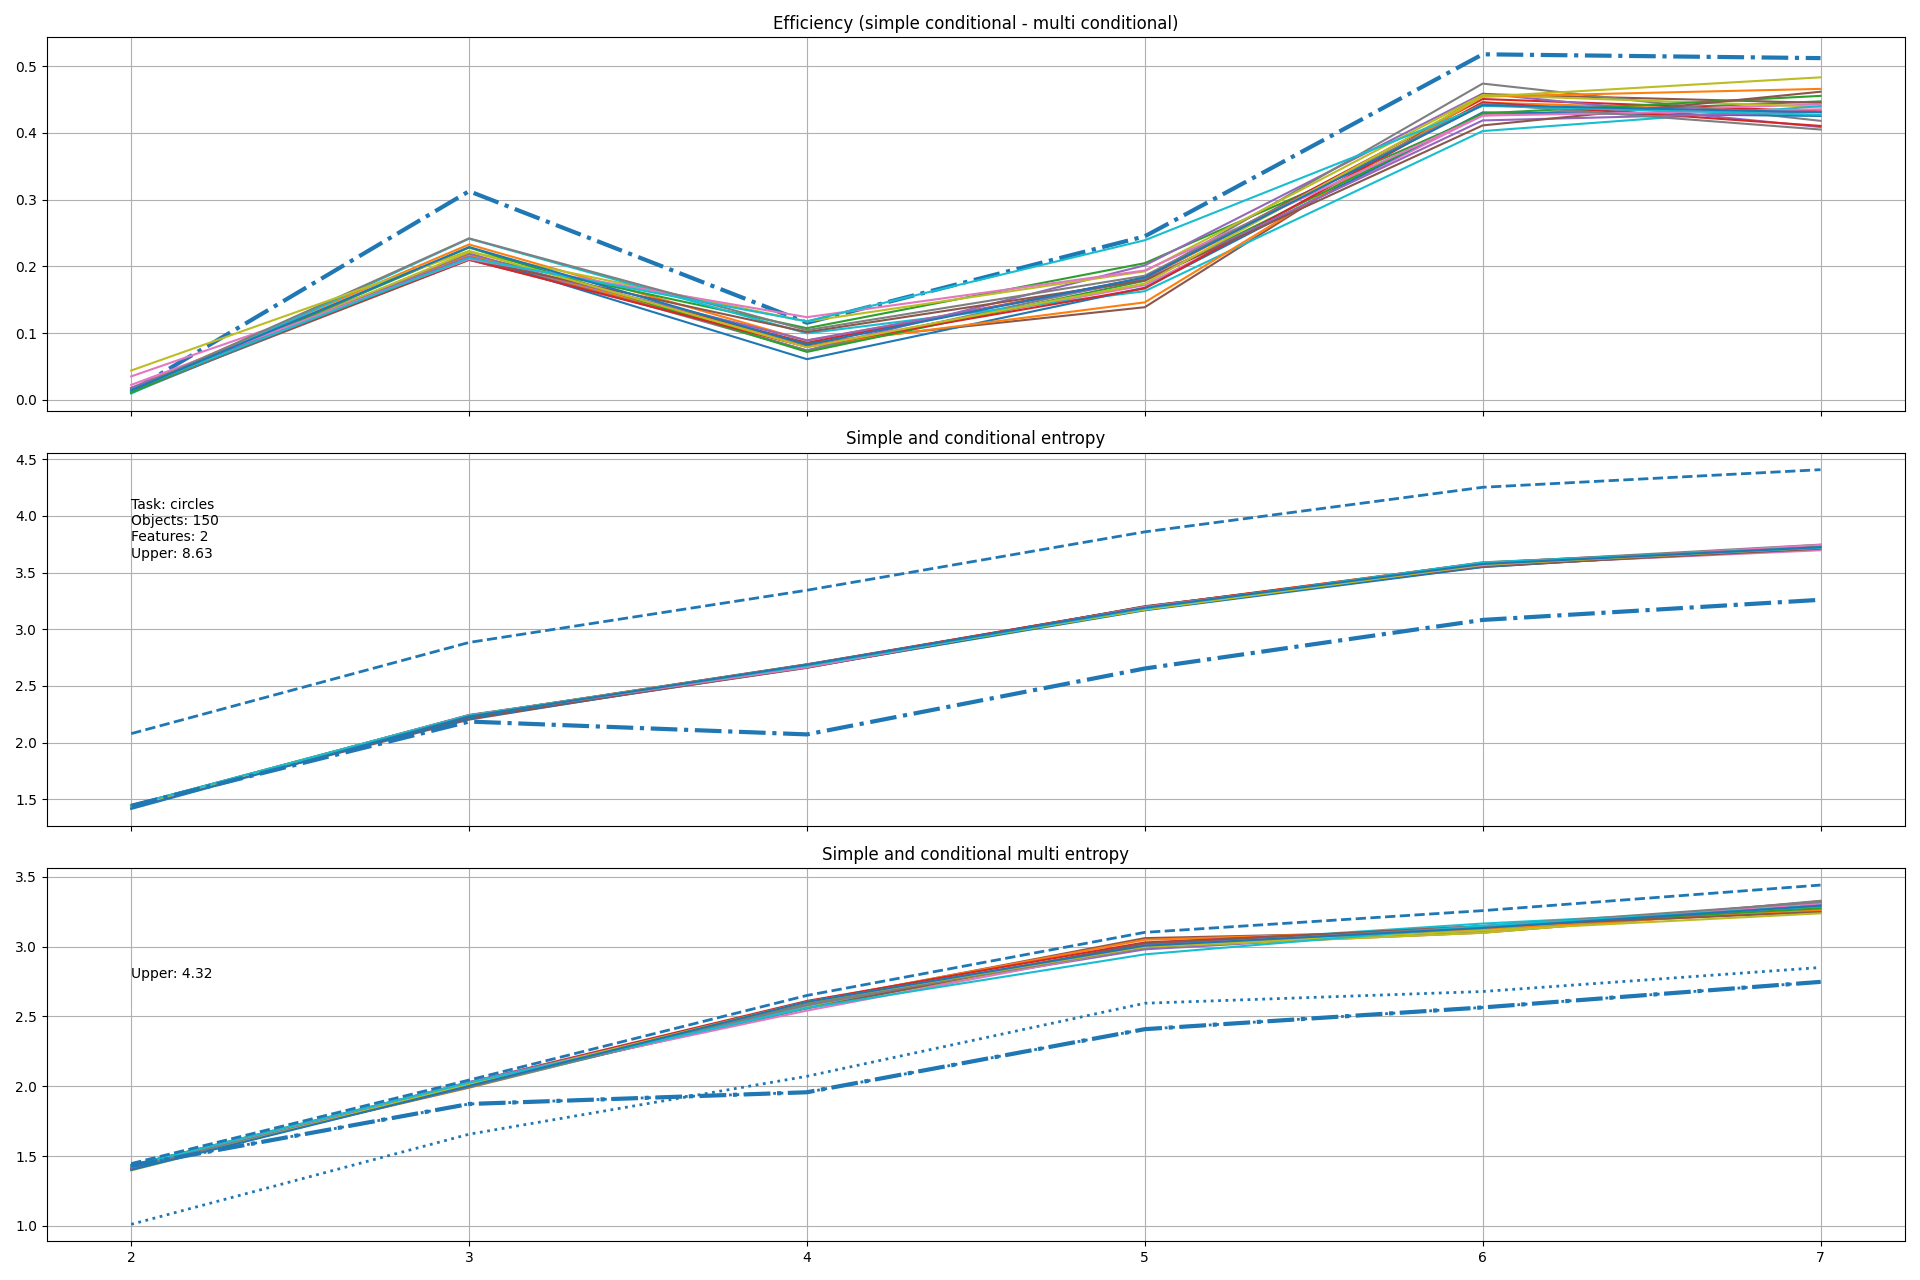 Efficiency (simple conditional - multi conditional)
0.5
0.4
0.3
0.2
0.1
0.0
Simple and conditional entropy
4.5
4.0
3.5
3.0
2.5
2.0
1.5
Task: circles
Objects: 150
Features: 2
Upper: 8.63
Simple and conditional multi entropy
3.5
3.0
2.5
2.0
1.5
1.0
Upper: 4.32
2 3 4 5 6 7